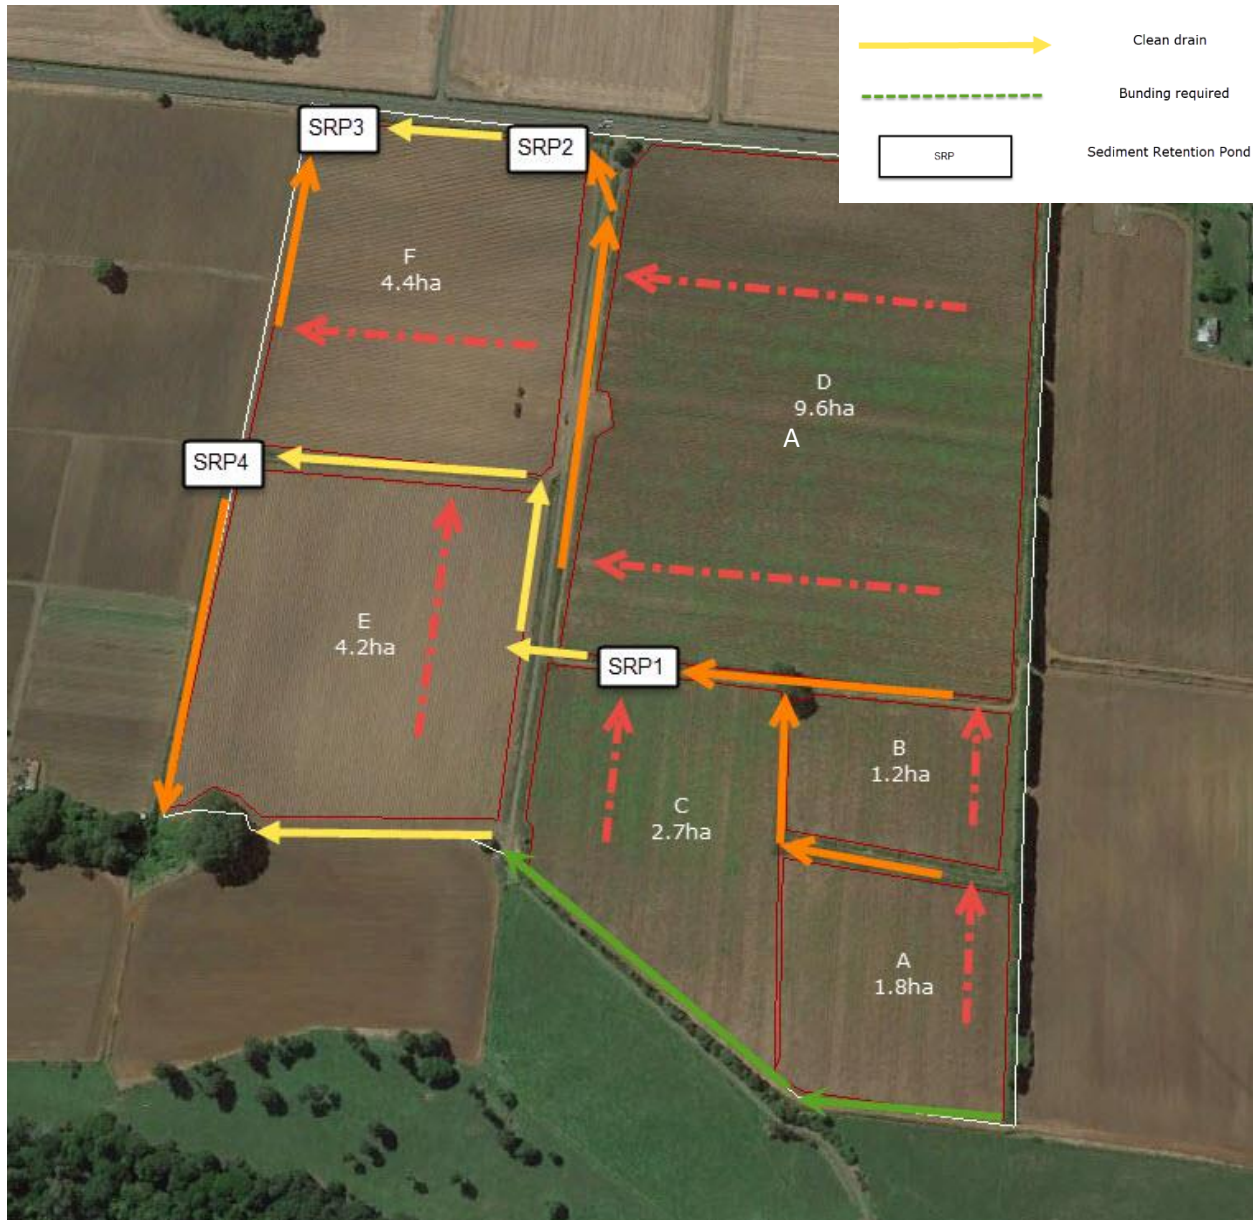 Clean drain
Bunding required
SRP
Sediment Retention Pond
SRP3
SRP2
F
4.4ha
D
9.6ha
A
SRP4
E
4.2ha
SRP1
B
1.2ha
C
2.7ha
A
1.8ha